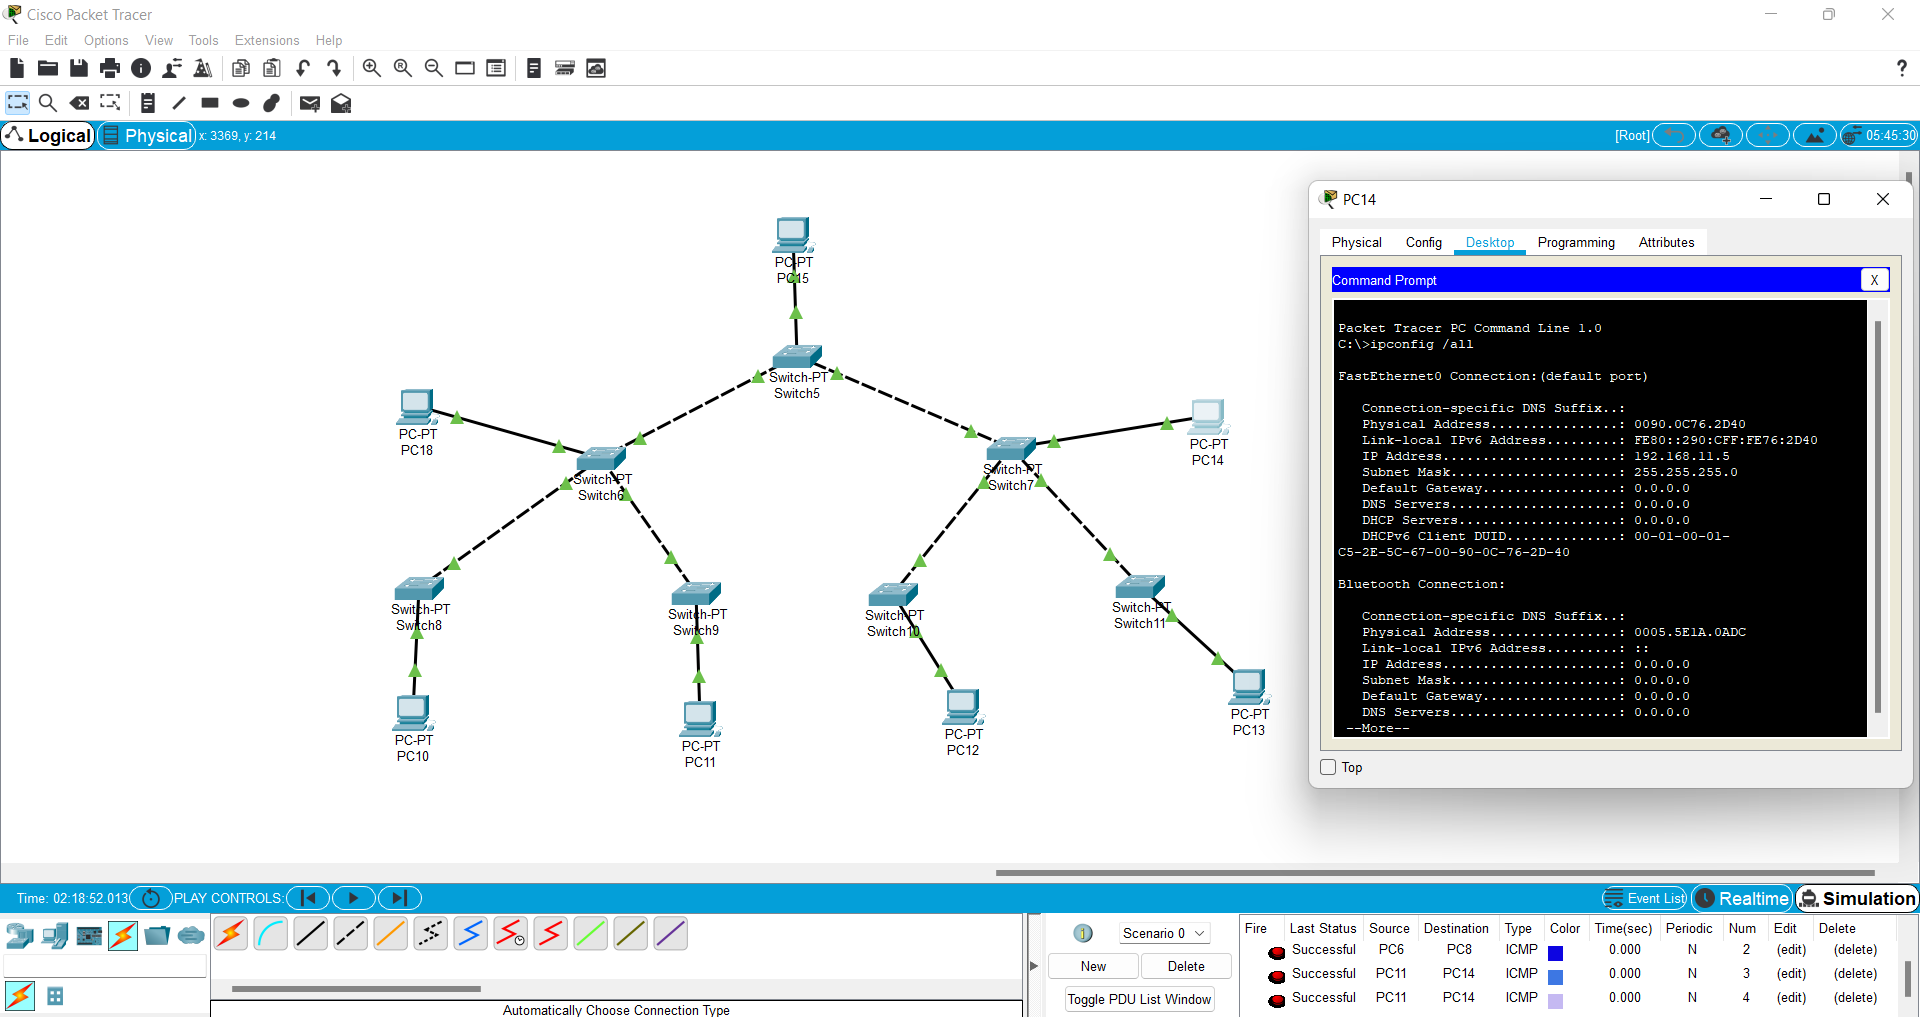 Cisco Packet Tracer
File Edit Options View Tools Extensions Help
?
Logical Physical x: 3369, y: 214 [Root] 05:45:30
PC-PT
PC15
Switch-PT
Switch5
PC-PT
PC18
Switch-PT
Switch6
Switch-PT
Switch7
PC-PT
PC14
Switch-PT
Switch8
Switch-PT
Switch9
Switch-PT
Switch10
Switch-PT
Switch11
PC-PT
PC10
PC-PT
PC11
PC-PT
PC12
PC-PT
PC13
PC14
Physical Config Desktop Programming Attributes
Command Prompt X
Packet Tracer PC Command Line 1.0
C:\>ipconfig /all
FastEthernet0 Connection:(default port)
Connection-specific DNS Suffix..:
Physical Address................: 0090.0C76.2D40
Link-local IPv6 Address.........: FE80::290:CFF:FE76:2D40
IP Address......................: 192.168.11.5
Subnet Mask.....................: 255.255.255.0
Default Gateway.................: 0.0.0.0
DNS Servers.....................: 0.0.0.0
DHCP Servers....................: 0.0.0.0
DHCPv6 Client DUID..............: 00-01-00-01-
C5-2E-5C-67-00-90-0C-76-2D-40
Bluetooth Connection:
Connection-specific DNS Suffix..:
Physical Address................: 0005.5E1A.0ADC
Link-local IPv6 Address.........: ::
IP Address......................: 0.0.0.0
Subnet Mask.....................: 0.0.0.0
Default Gateway.................: 0.0.0.0
DNS Servers.....................: 0.0.0.0
--More--
Top
Time: 02:18:52.013 PLAY CONTROLS: Event List Realtime Simulation
Automatically Choose Connection Type
Scenario 0
New Delete
Toggle PDU List Window
Fire Last Status Source Destination Type Color Time(sec) Periodic Num Edit Delete
Successful PC6 PC8 ICMP 0.000 N 2 (edit) (delete)
Successful PC11 PC14 ICMP 0.000 N 3 (edit) (delete)
Successful PC11 PC14 ICMP 0.000 N 4 (edit) (delete)